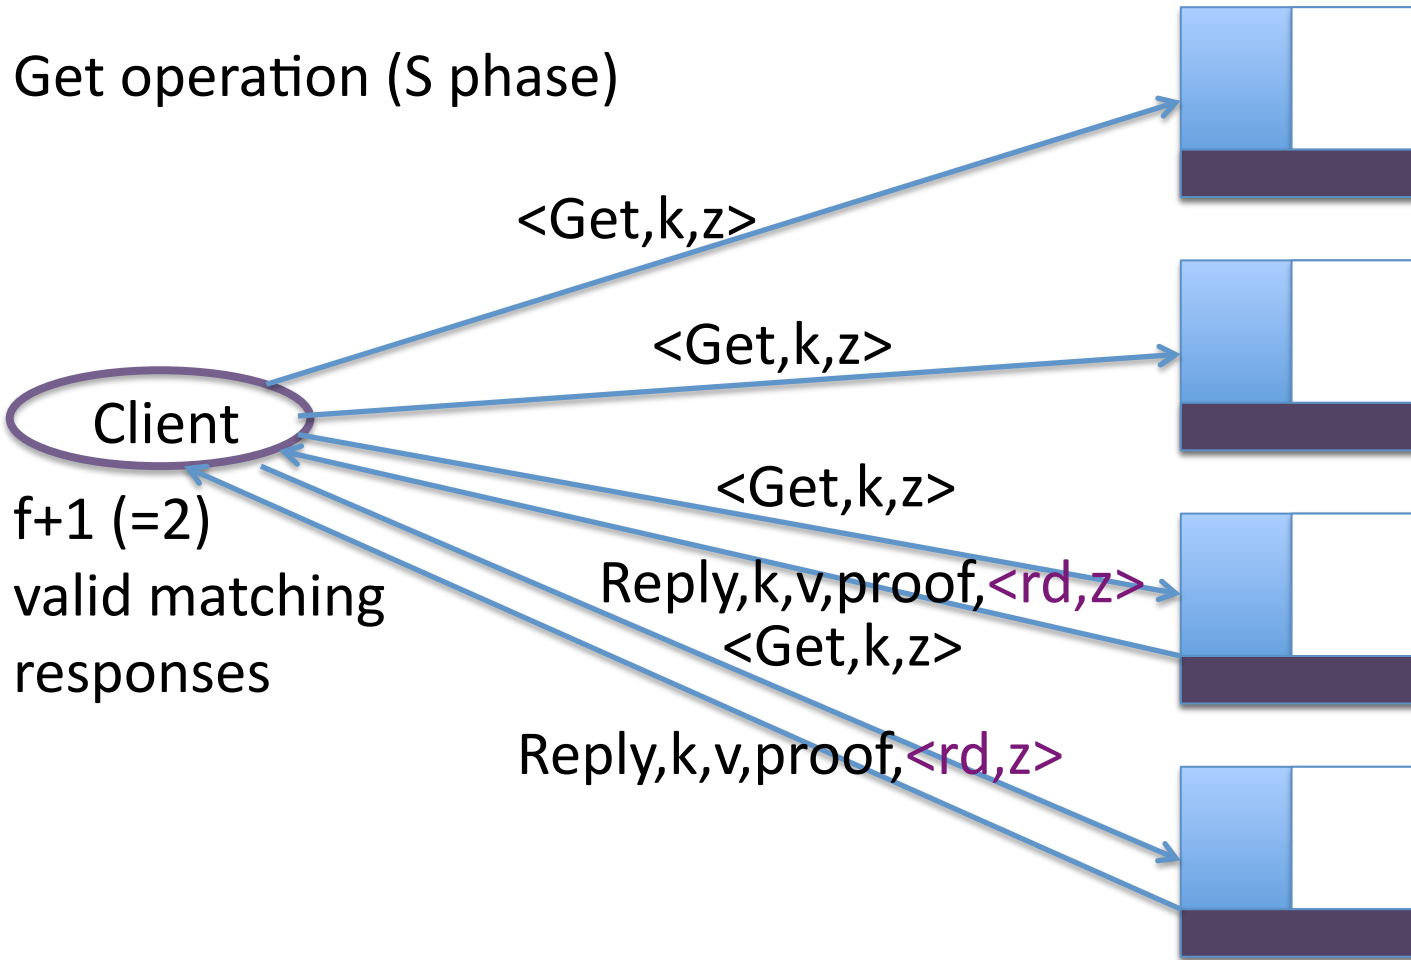 Get operation (S phase)
<Get,k,z>
<Get,k,z>
Client
<Get,k,z>
f+1 (=2)
valid matching
responses
Reply,k,v,proof,<rd,z>
<Get,k,z>
Reply,k,v,proof,<rd,z>